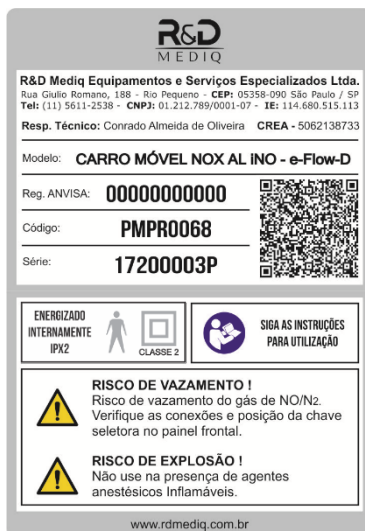 R&D
MEDIQ
R&D Mediq Equipamentos e Serviços Especializados Ltda.
Rua Giulio Romano, 188 - Rio Pequeno - CEP: 05358-090 São Paulo / SP
Tel: (11) 5611-2538 - CNPJ: 01.212.789/0001-07 - IE: 114.680.515.113
Resp. Técnico: Conrado Almeida de Oliveira CREA - 5062138733
Modelo: CARRO MÓVEL NOX AL iNO - e-Flow-D
Reg. ANVISA: 00000000000
Código: PMPR0068
Série: 17200003P
ENERGIZADO
INTERNAMENTE
IPX2
CLASSE 2
SIGA AS INSTRUÇÕES
PARA UTILIZAÇÃO
RISCO DE VAZAMENTO !
Risco de vazamento do gás de NO/N2.
Verifique as conexões e posição da chave
seletora no painel frontal.
RISCO DE EXPLOSÃO !
Não use na presença de agentes
anestésicos Inflamáveis.
www.rdmediq.com.br